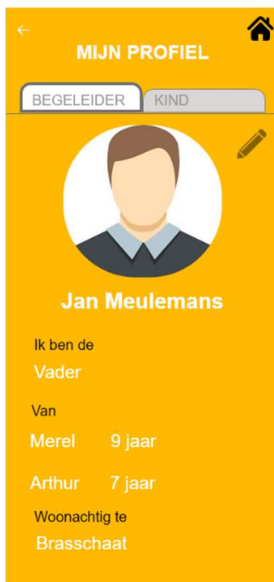 MIJN PROFIEL
BEGELEIDER KIND
Jan Meulemans
Ik ben de
Vader
Van
Merel 9 jaar
Arthur 7 jaar
Woonachtig te
Brasschaat